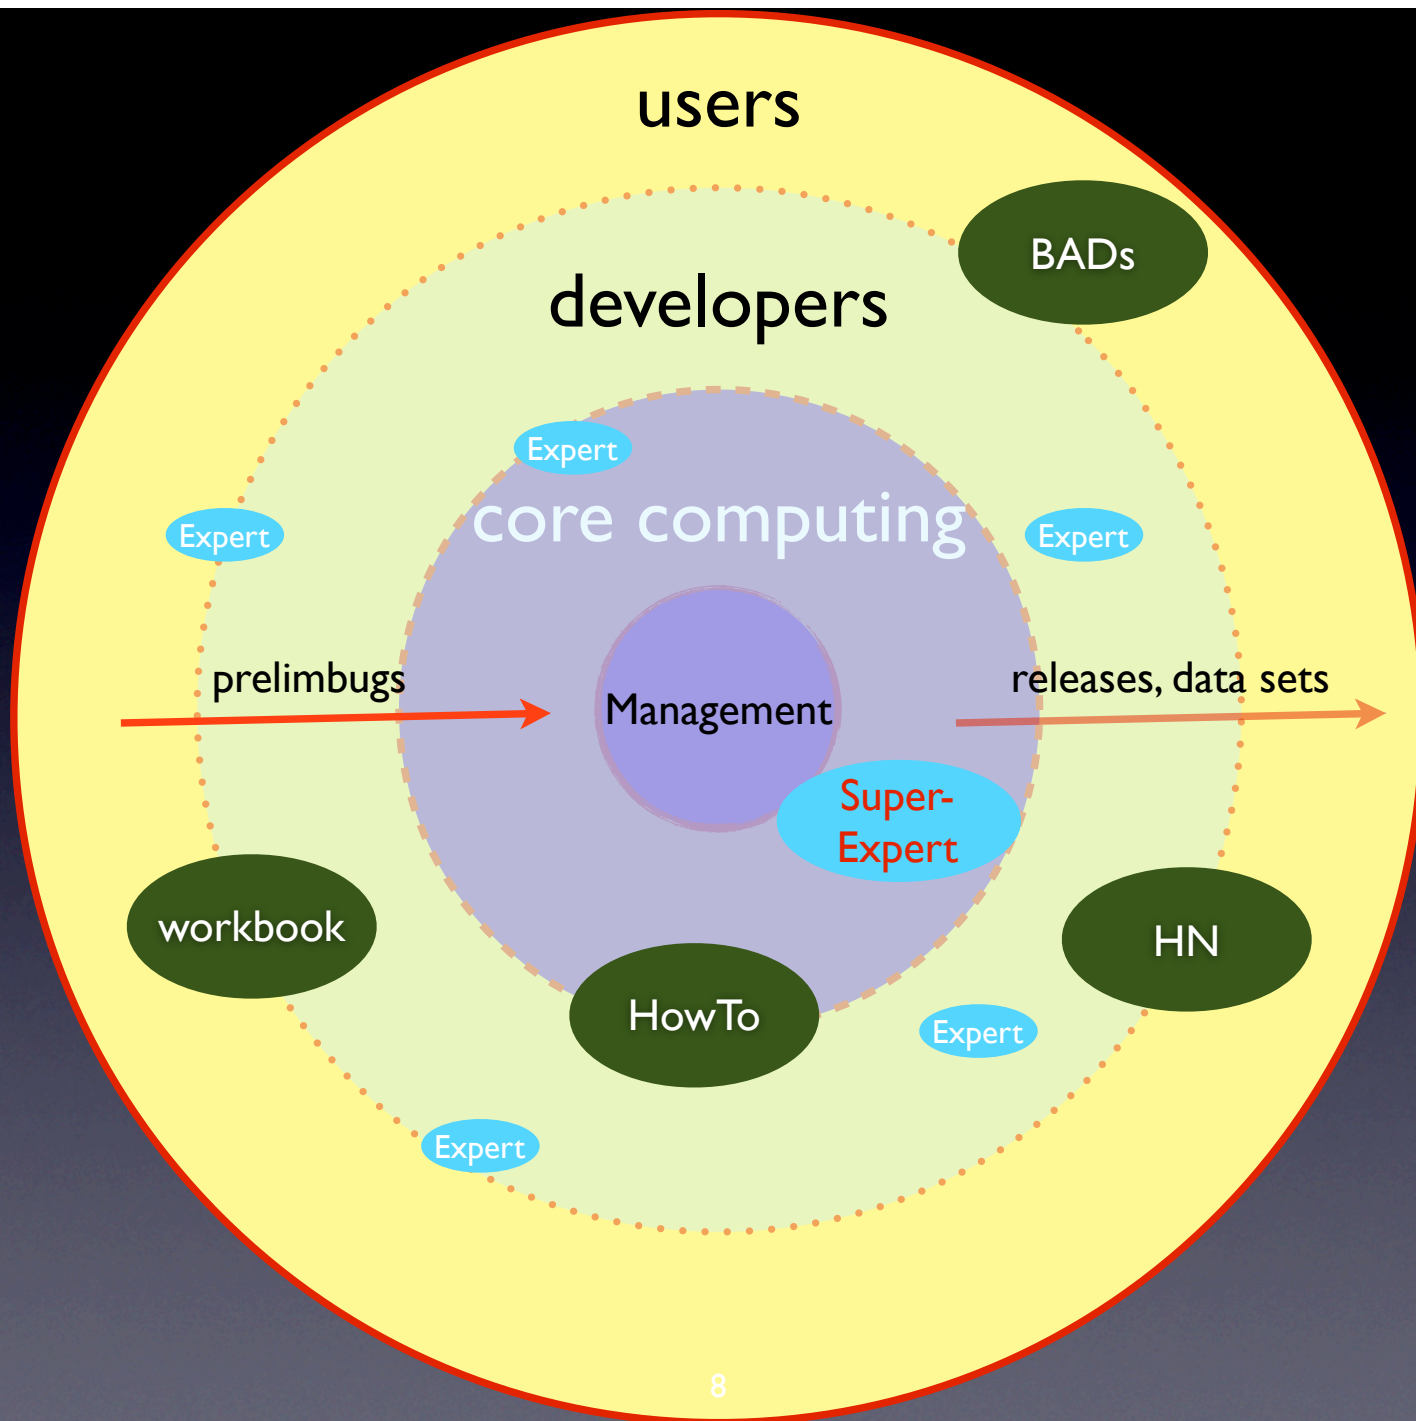 users
BADs
developers
Expert
core computing
Expert
Expert
prelimbugs
releases, data sets
Management
Super-
Expert
workbook
HN
HowTo
Expert
Expert
8